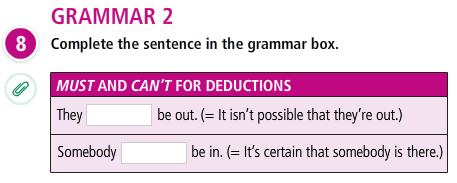 GRAMMAR 2
8 Complete the sentence in the grammar box.
MUST AND CAN'T FOR DEDUCTIONS
They be out. (= It isn't possible that they're out.)
Somebody be in. (= It's certain that somebody is there.)